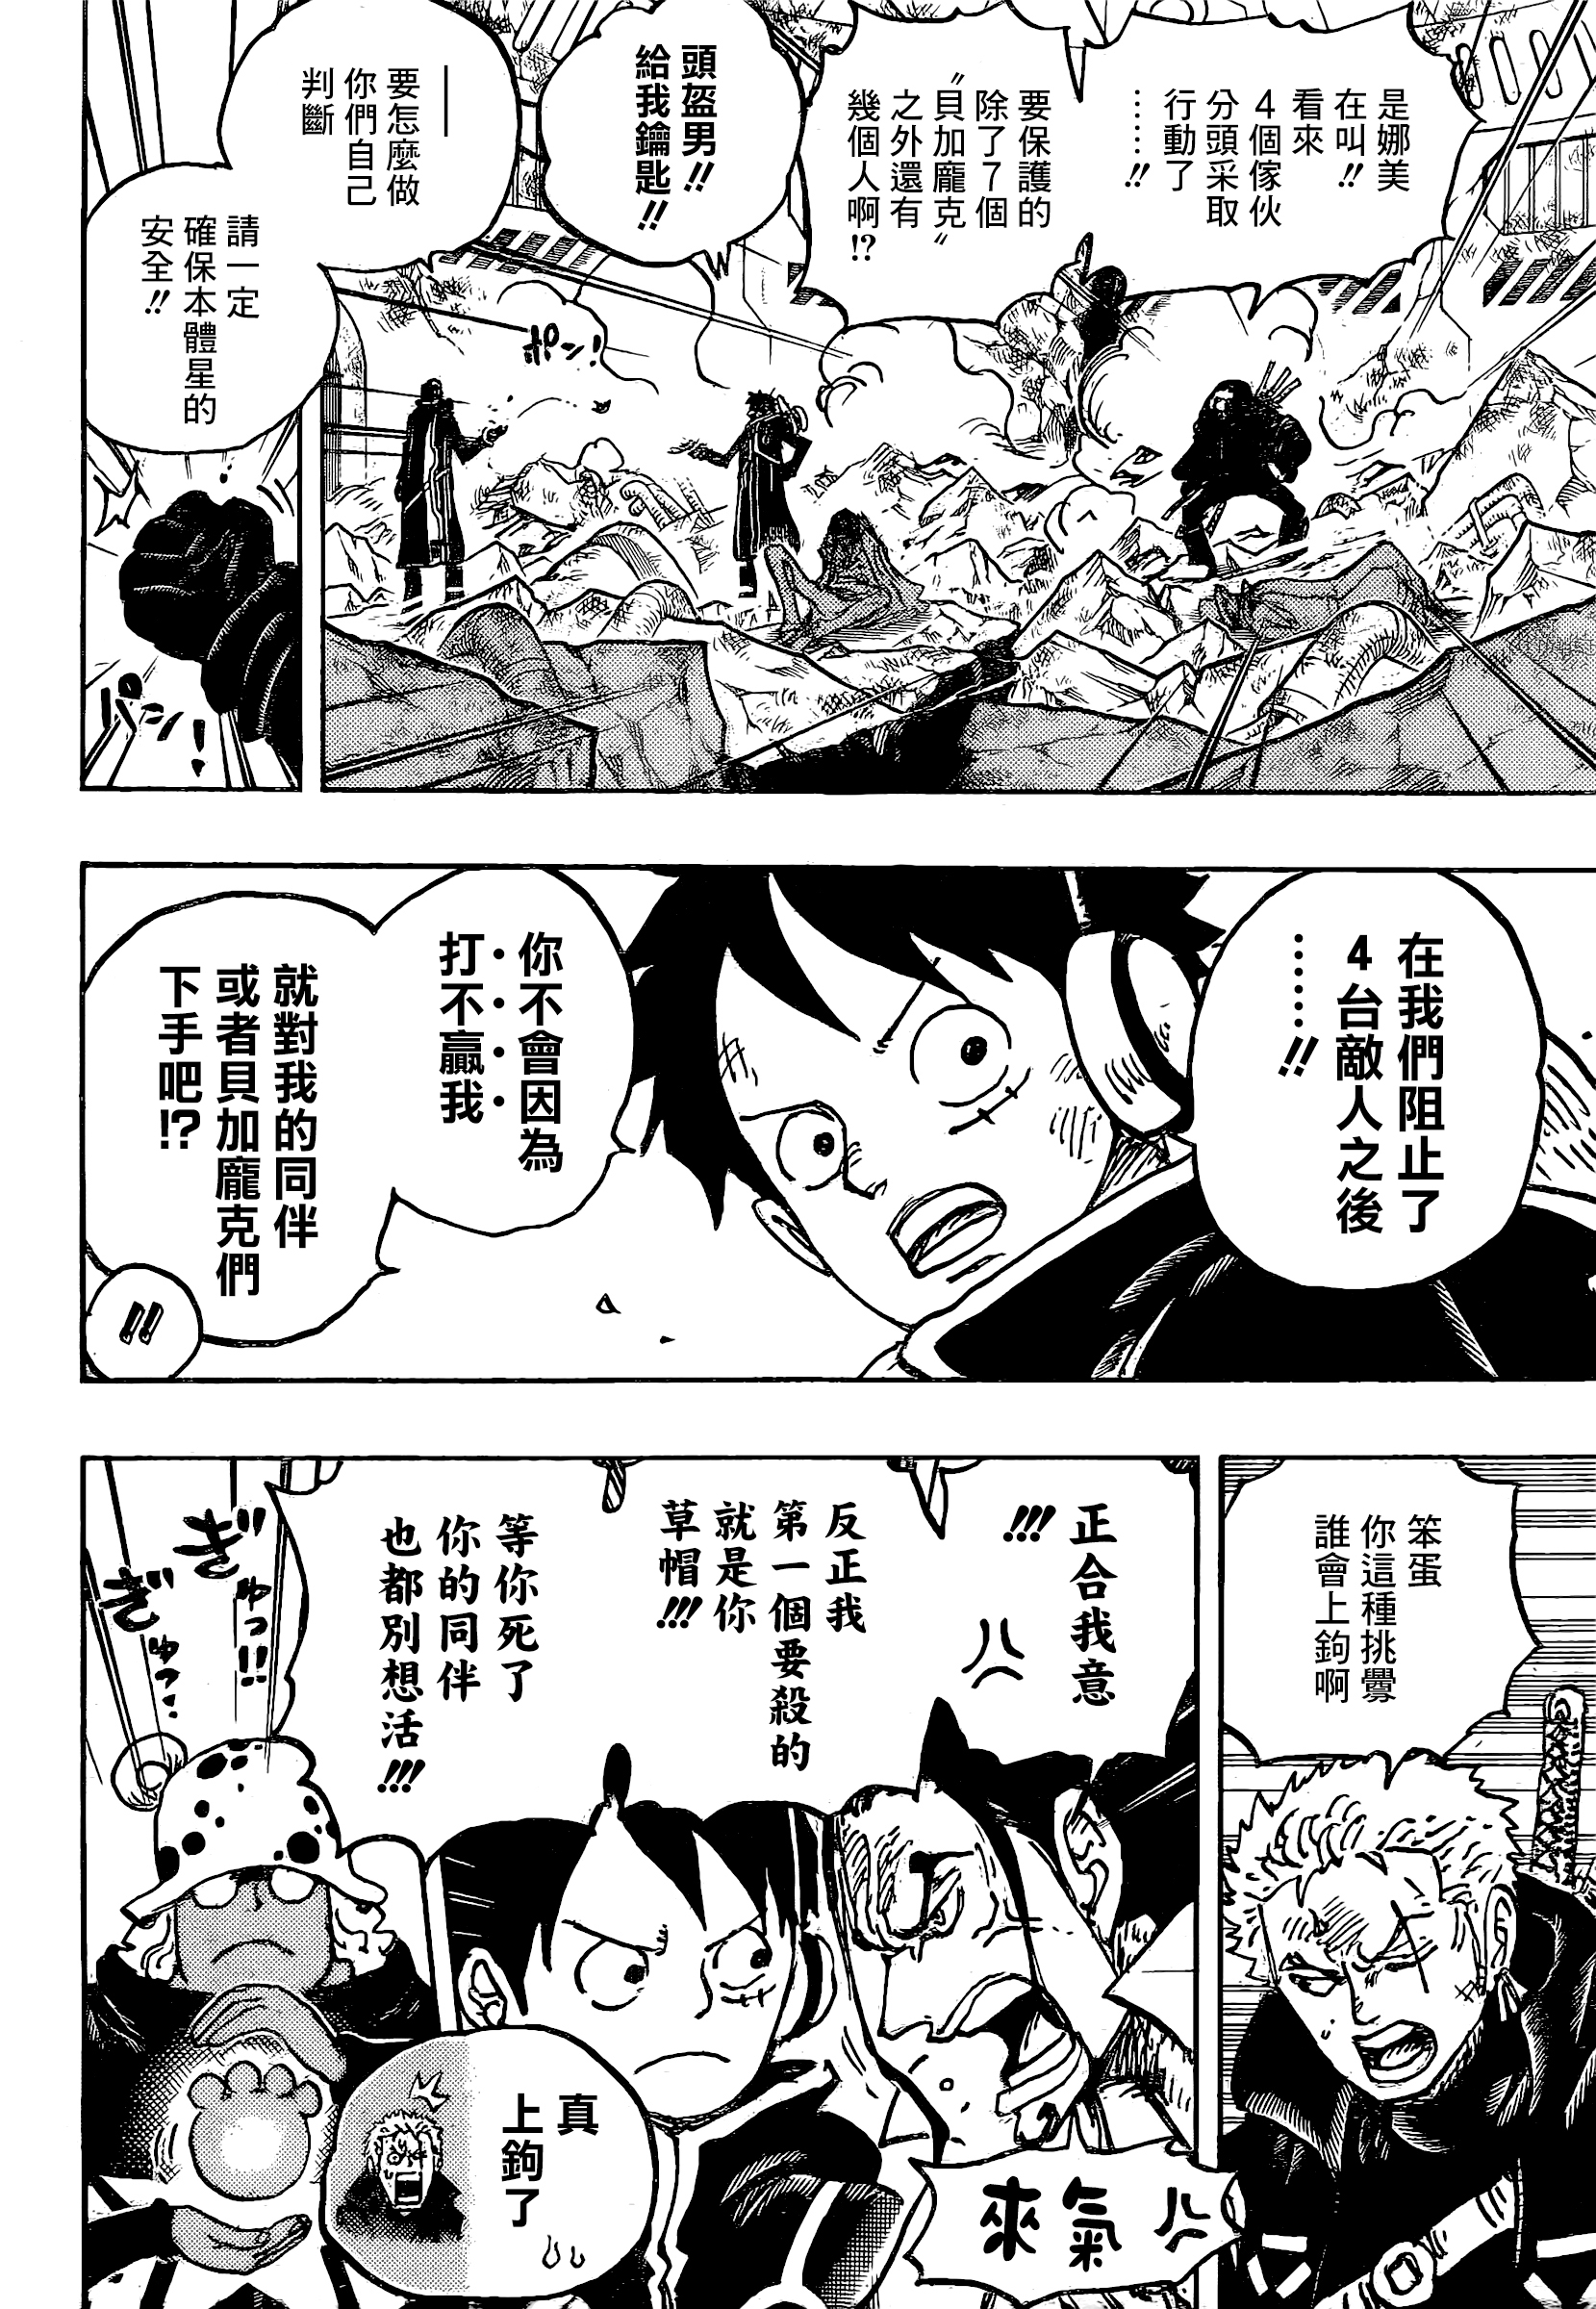 是娜美
在叫!!
看來
4個傢伙
分頭采取
行動了
……!!
要保護的
除了7個
〝貝加龐克〞
之外還有
幾個人啊!?
頭盔男!!
給我鑰匙!!
ポン!
——
要怎麼做
你們自己
判斷
請一定
確保本體星的
安全!!
在我們阻止了
4台敵人之後
……!!
你不會因為
打不贏我
就對我的同伴
或者貝加龐克們
下手吧!?
!!
笨蛋
你這種挑釁
誰會上鉤啊
正合我意
!!!
反正我
第一個要殺的
就是你
草帽!!!
等你死了
你的同伴
也都別想活!!!
來氣
真
上鉤了
ぎゅっ!!
ぎゅっ